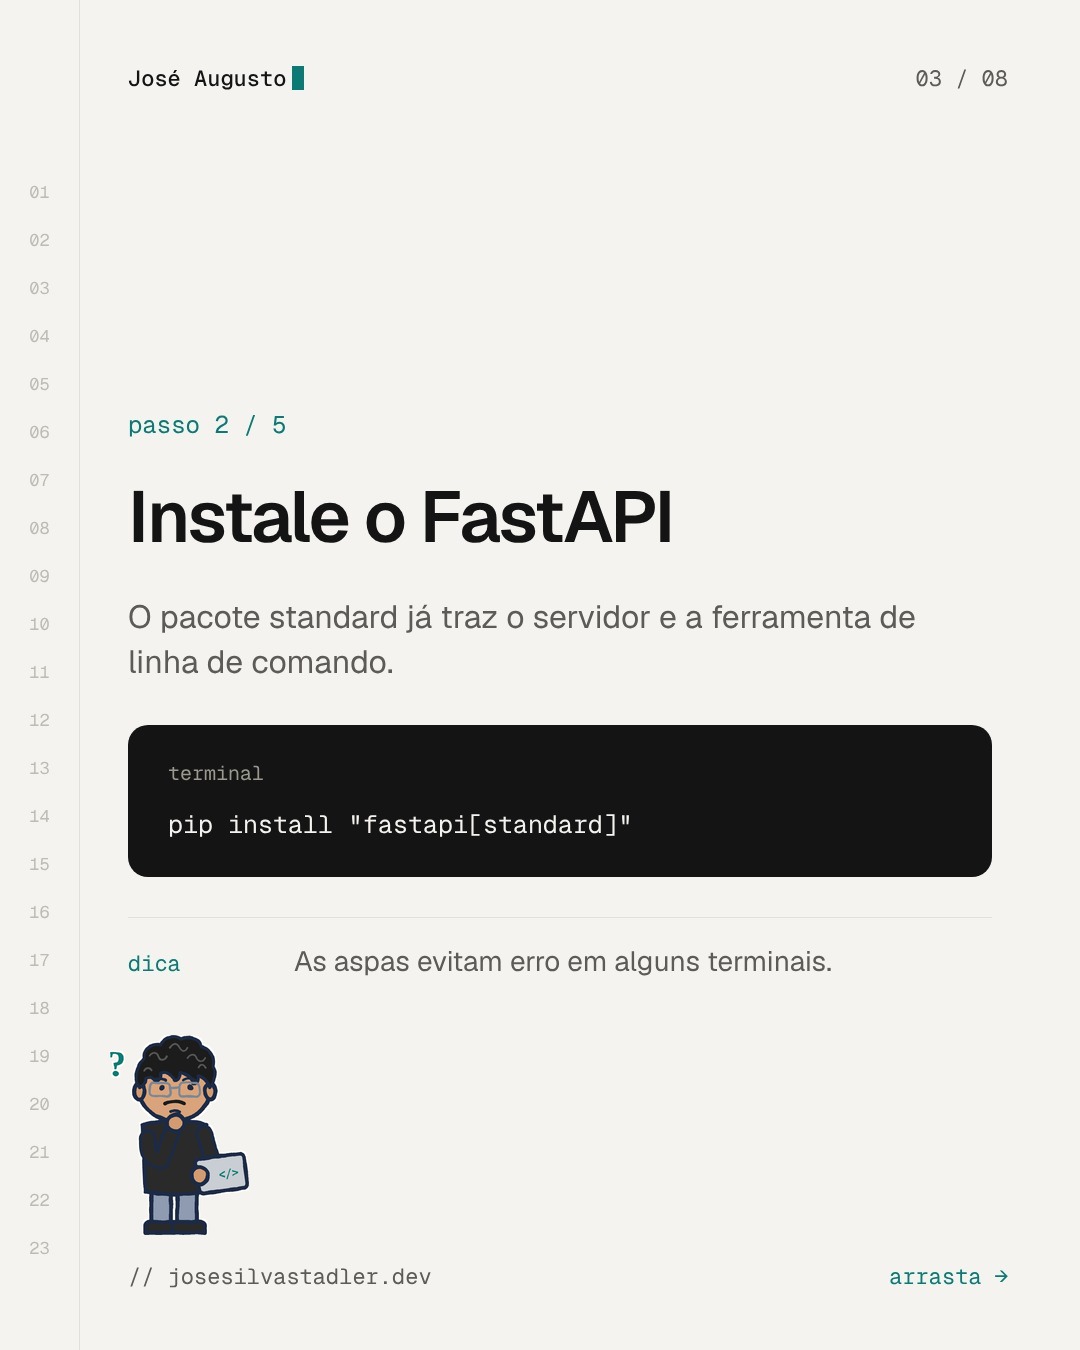 José Augusto
03 / 08
01
02
03
04
05
06
07
08
09
10
11
12
13
14
15
16
17
18
19
20
21
22
23
passo 2 / 5
Instale o FastAPI
O pacote standard já traz o servidor e a ferramenta de
linha de comando.
terminal
pip install "fastapi[standard]"
dica
As aspas evitam erro em alguns terminais.
?
</>
// josesilvastadler.dev
arrasta →